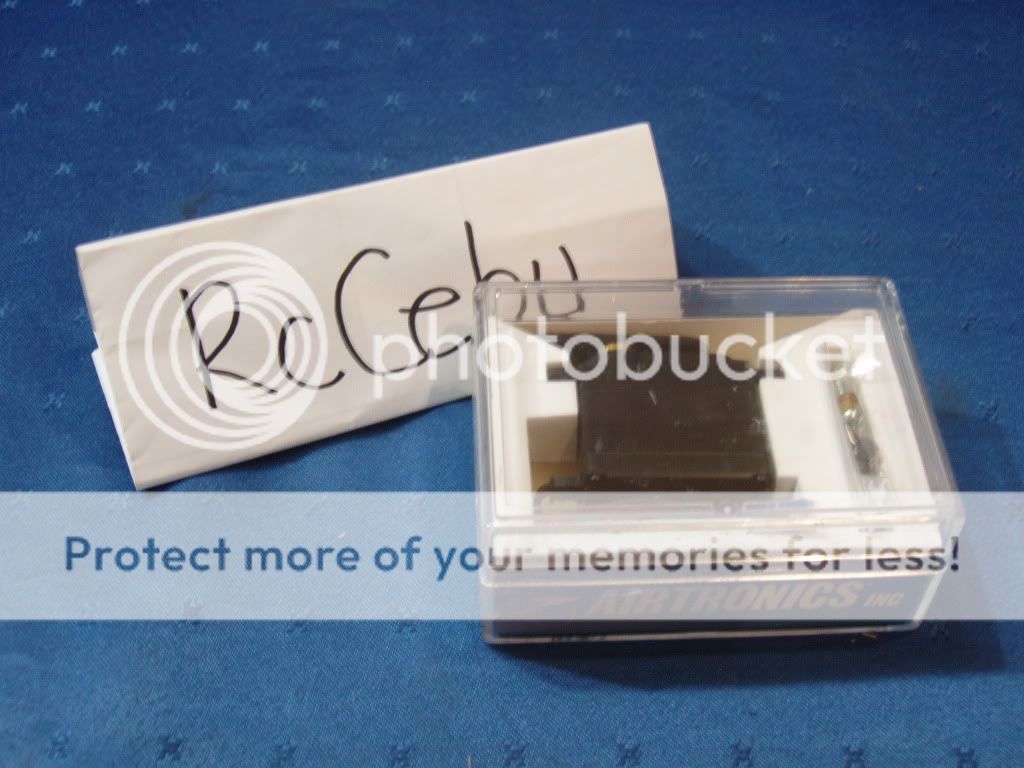 RcCebu
photobucket
Protect more of your memories for less!
AIRTRONICS INC